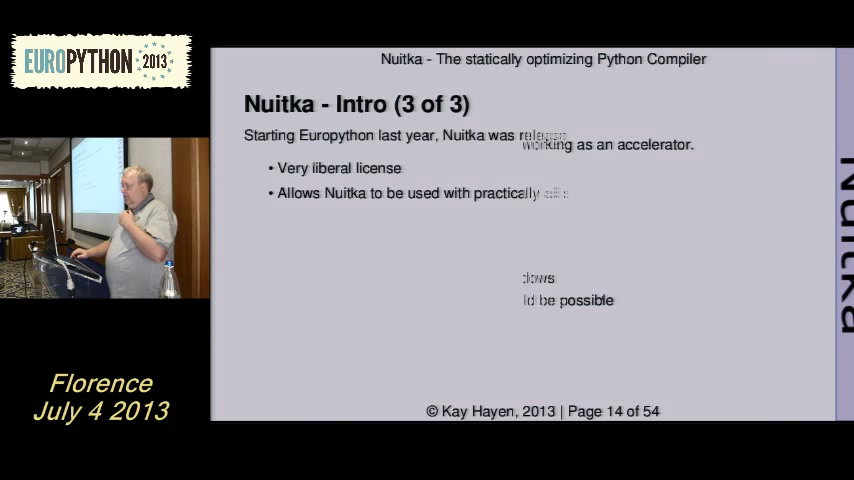 EUROPYTHON 2013
Nuitka - The statically optimizing Python Compiler
Nuitka - Intro (3 of 3)
Starting Europython last year, Nuitka was
working as an accelerator.
• Very liberal license
• Allows Nuitka to be used with practically
be possible
© Kay Hayen, 2013 | Page 14 of 54
Nuitka
Florence
July 4 2013